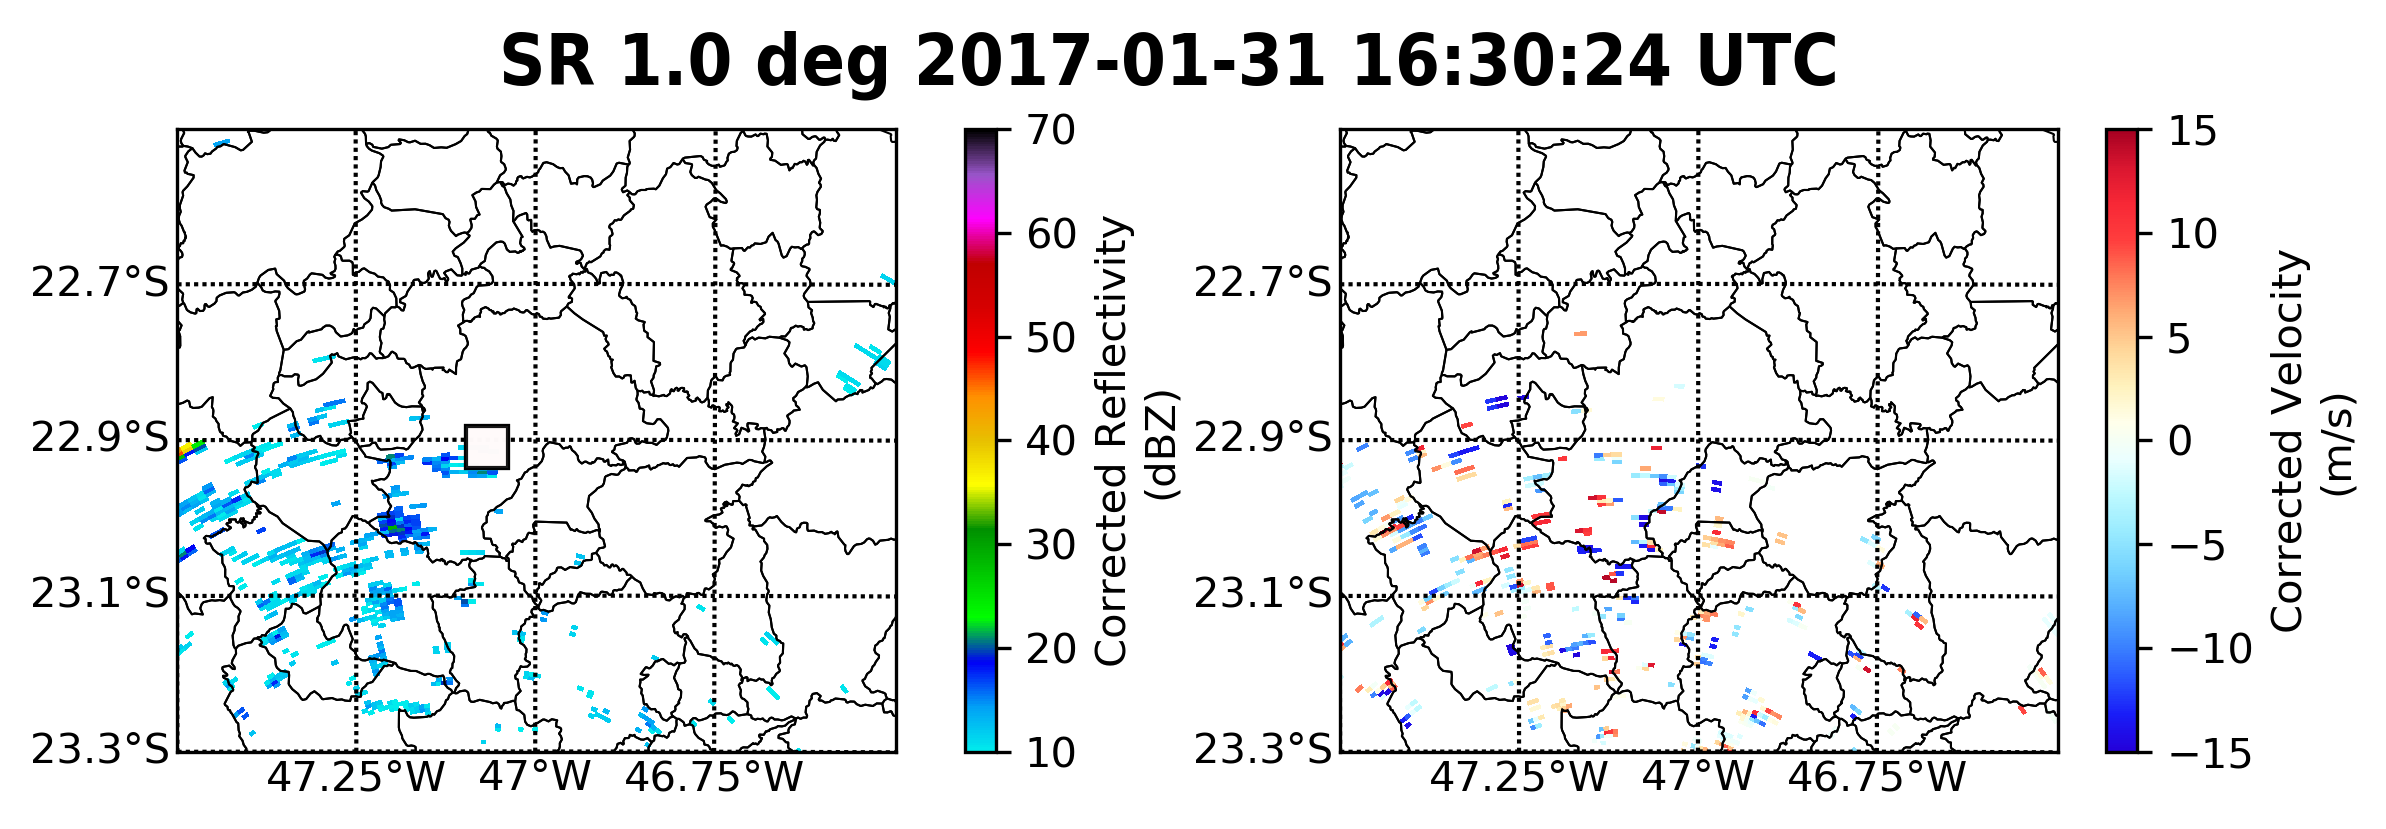 SR 1.0 deg 2017-01-31 16:30:24 UTC
22.7°S
22.9°S
23.1°S
23.3°S
47.25°W
47°W
46.75°W
70
60
50
40
30
20
10
Corrected Reflectivity
(dBZ)
22.7°S
22.9°S
23.1°S
23.3°S
47.25°W
47°W
46.75°W
15
10
5
0
−5
−10
−15
Corrected Velocity
(m/s)